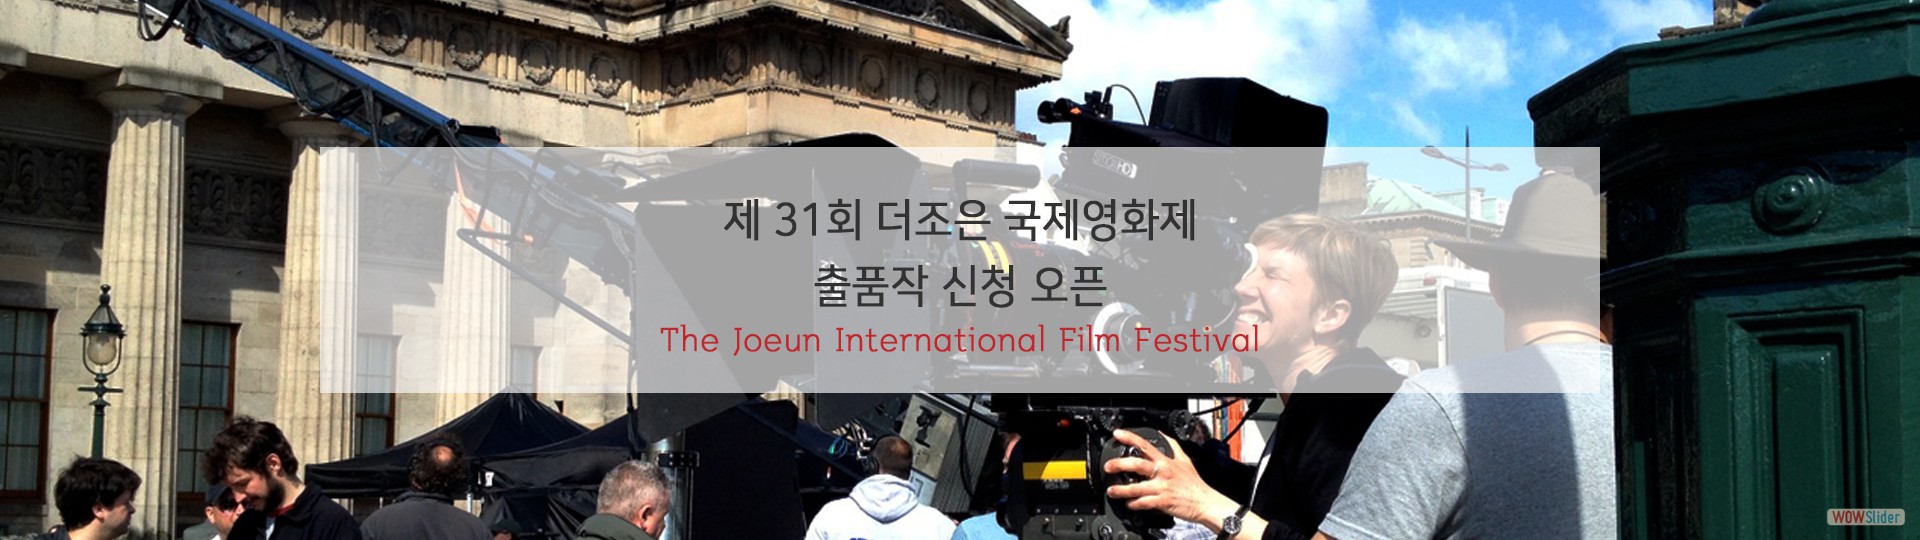 제 31회 더조은 국제영화제
출품작 신청 오픈
The Joeun International Film Festival
WOWSlider